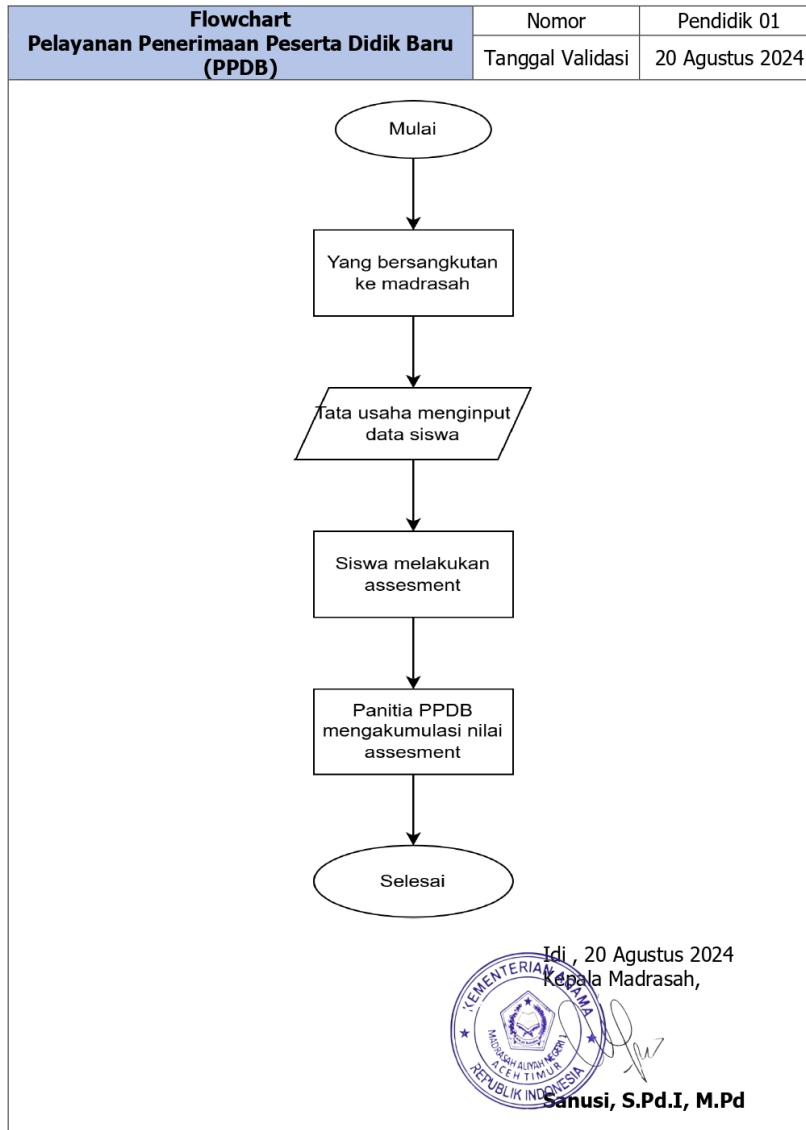 Flowchart
Pelayanan Penerimaan Peserta Didik Baru
(PPDB)
Nomor
Pendidik 01
Tanggal Validasi
20 Agustus 2024
Mulai
Yang bersangkutan
ke madrasah
Tata usaha menginput
data siswa
Siswa melakukan
assesment
Panitia PPDB
mengakumulasi nilai
assesment
Selesai
Idi , 20 Agustus 2024
Kepala Madrasah,
KEMENTERIAN AGAMA
MADRASAH ALIYAH NEGERI 1
ACEH TIMUR
REPUBLIK INDONESIA
Sanusi, S.Pd.I, M.Pd